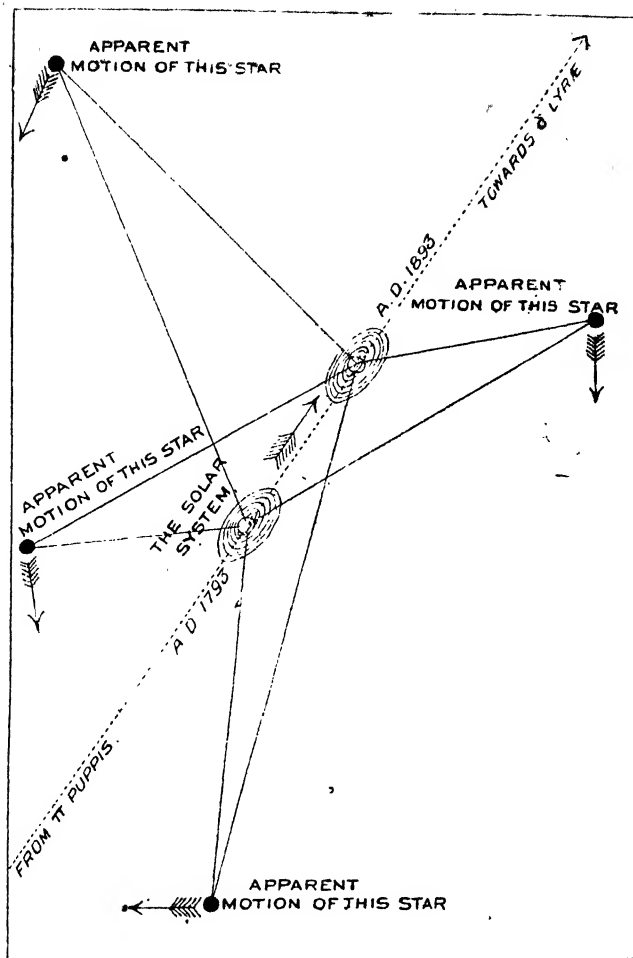 APPARENT
MOTION OF THIS STAR
TOWARDS δ LYRÆ
A.D. 1893
APPARENT
MOTION OF THIS STAR
APPARENT
MOTION OF THIS STAR
THE SOLAR
SYSTEM.
A D 1793
FROM π PUPPIS.
APPARENT
MOTION OF THIS STAR